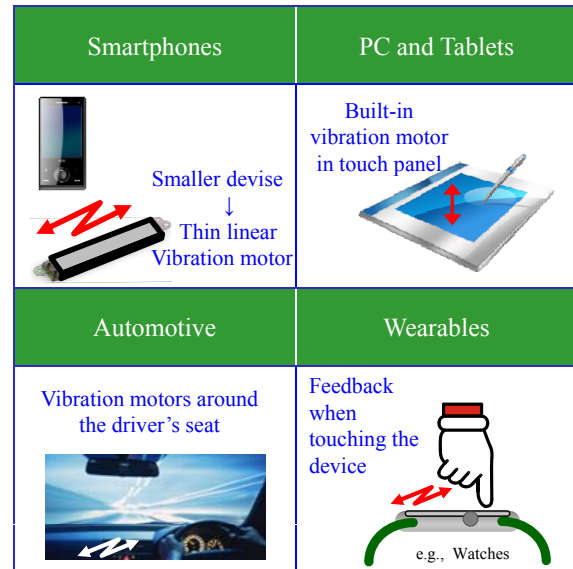 Smartphones
PC and Tablets
Smaller devise
↓
Thin linear
Vibration motor
Built-in
vibration motor
in touch panel
Automotive
Wearables
Vibration motors around
the driver's seat
Feedback
when
touching the
device
e.g., Watches